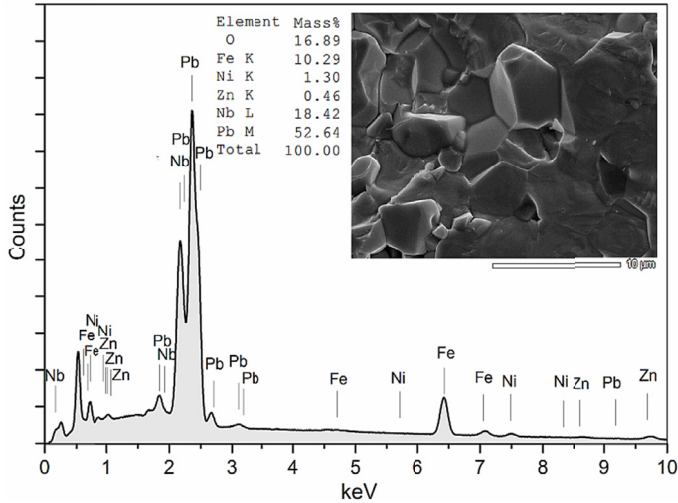 Element Mass%
O 16.89
Fe K 10.29
Ni K 1.30
Zn K 0.46
Nb L 18.42
Pb M 52.64
Total 100.00
10 µm
Pb
Pb
Nb
Pb
Ni
Fe
Fe
Ni
Zn
Zn
Zn
Nb
Pb
Nb
Pb
Pb
Pb
Fe
Ni
Fe
Fe
Ni
Ni
Zn
Pb
Zn
Counts
0 1 2 3 4 5 6 7 8 9 10
keV